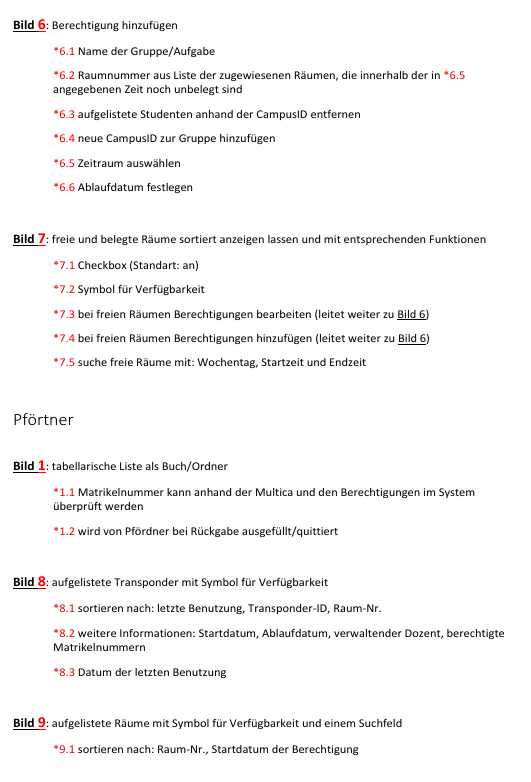 Bild 6: Berechtigung hinzufügen
*6.1 Name der Gruppe/Aufgabe
*6.2 Raumnummer aus Liste der zugewiesenen Räumen, die innerhalb der in *6.5
angegebenen Zeit noch unbelegt sind
*6.3 aufgelistete Studenten anhand der CampusID entfernen
*6.4 neue CampusID zur Gruppe hinzufügen
*6.5 Zeitraum auswählen
*6.6 Ablaufdatum festlegen
Bild 7: freie und belegte Räume sortiert anzeigen lassen und mit entsprechenden Funktionen
*7.1 Checkbox (Standart: an)
*7.2 Symbol für Verfügbarkeit
*7.3 bei freien Räumen Berechtigungen bearbeiten (leitet weiter zu Bild 6)
*7.4 bei freien Räumen Berechtigungen hinzufügen (leitet weiter zu Bild 6)
*7.5 suche freie Räume mit: Wochentag, Startzeit und Endzeit
Pförtner
Bild 1: tabellarische Liste als Buch/Ordner
*1.1 Matrikelnummer kann anhand der Multica und den Berechtigungen im System
überprüft werden
*1.2 wird von Pfördner bei Rückgabe ausgefüllt/quittiert
Bild 8: aufgelistete Transponder mit Symbol für Verfügbarkeit
*8.1 sortieren nach: letzte Benutzung, Transponder-ID, Raum-Nr.
*8.2 weitere Informationen: Startdatum, Ablaufdatum, verwaltender Dozent, berechtigte
Matrikelnummern
*8.3 Datum der letzten Benutzung
Bild 9: aufgelistete Räume mit Symbol für Verfügbarkeit und einem Suchfeld
*9.1 sortieren nach: Raum-Nr., Startdatum der Berechtigung